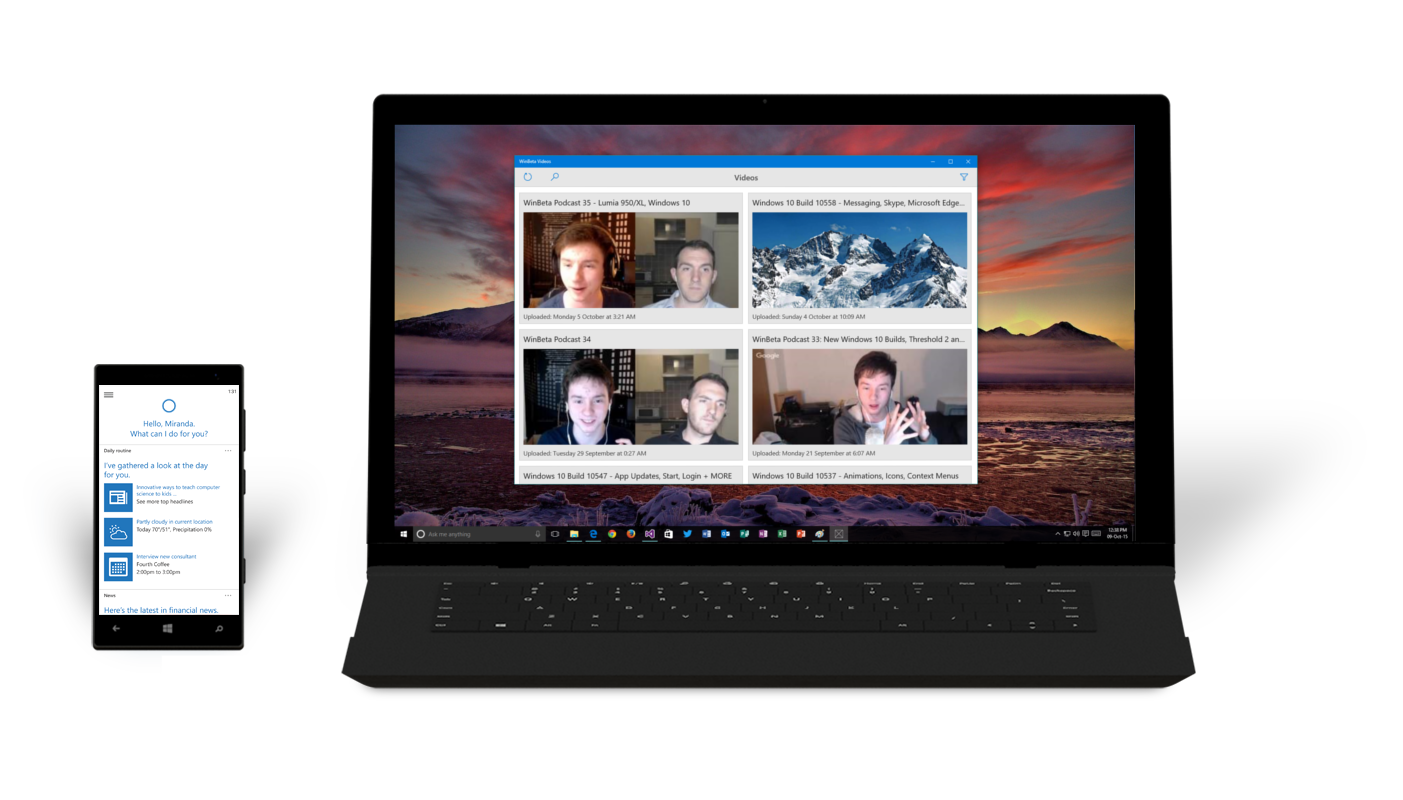 131
Hello, Miranda.
What can I do for you?
Daily routine
I've gathered a look at the day
for you.
Innovative ways to teach computer
science to kids ...
See more top headlines
Partly cloudy in current location
Today 70°/51°, Precipitation 0%
Interview new consultant
Fourth Coffee
2:00pm to 3:00pm
News
Here's the latest in financial news.
WinBeta Videos
Videos
WinBeta Podcast 35 - Lumia 950/XL, Windows 10
Uploaded: Monday 5 October at 3:21 AM
Windows 10 Build 10558 - Messaging, Skype, Microsoft Edge...
Uploaded: Sunday 4 October at 10:09 AM
WinBeta Podcast 34
Uploaded: Tuesday 29 September at 0:27 AM
WinBeta Podcast 33: New Windows 10 Builds, Threshold 2 an...
Google
Uploaded: Monday 21 September at 6:07 AM
Windows 10 Build 10547 - App Updates, Start, Login + MORE
Windows 10 Build 10537 - Animations, Icons, Context Menus
Ask me anything
12:38 PM
09-Oct-15